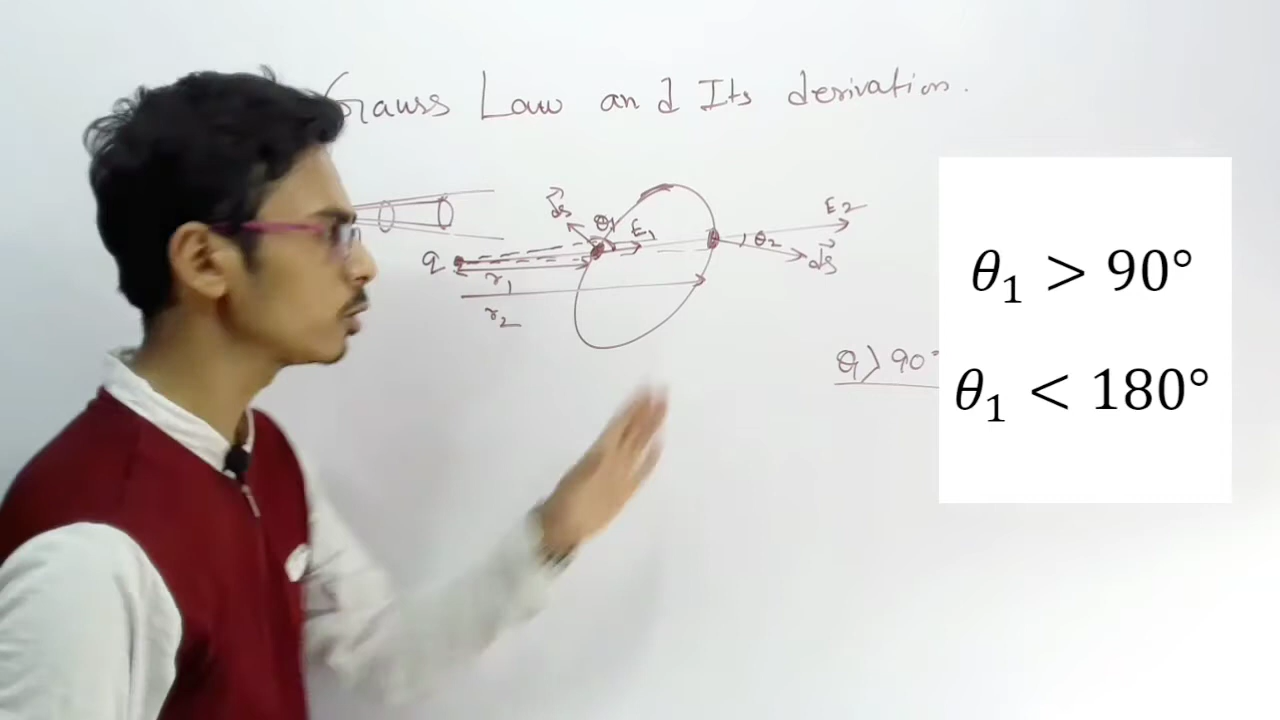 Gauss Law and Its derivation.
ds⃗ θ₁ E₁ E₂
q θ₂ ds⃗
r₁
r₂
θ₁ > 90°
θ₁ > 90°
θ₁ < 180°